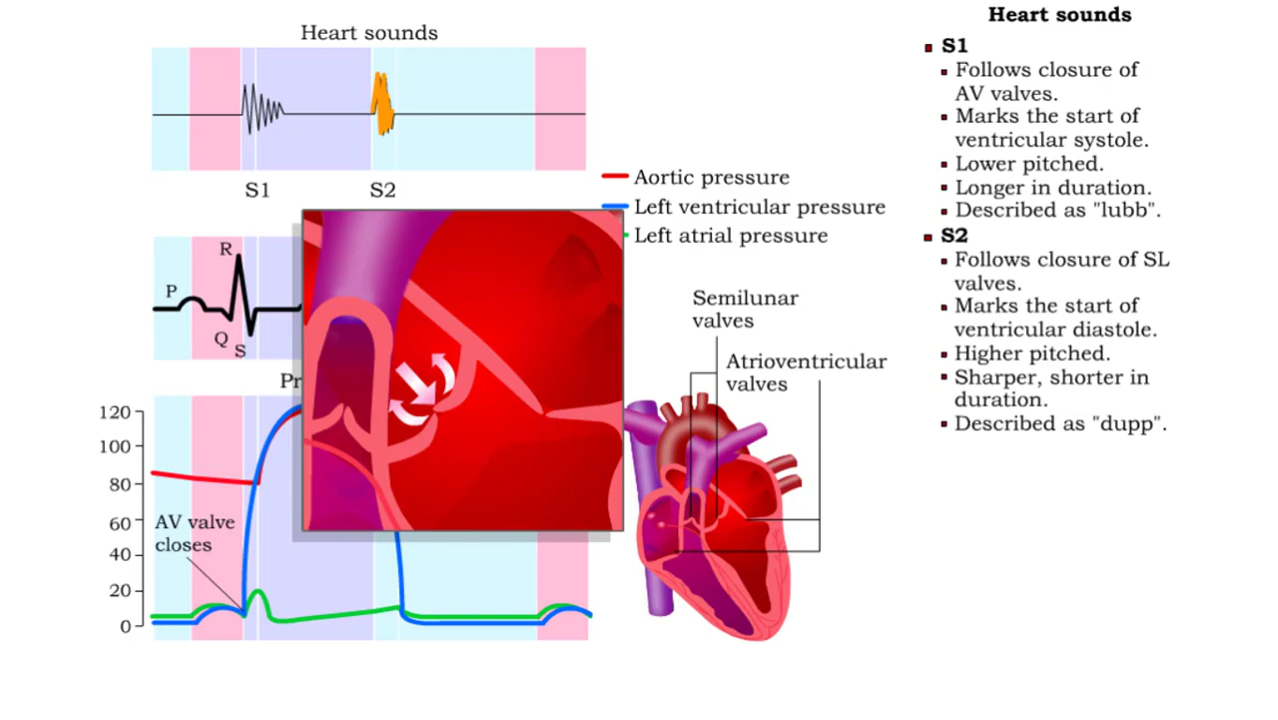 Heart sounds
S1
S2
Aortic pressure
Left ventricular pressure
Left atrial pressure
P
R
Q
S
Pr
120
100
80
60
40
20
0
AV valve
closes
Semilunar
valves
Atrioventricular
valves
Heart sounds
S1
Follows closure of
AV valves.
Marks the start of
ventricular systole.
Lower pitched.
Longer in duration.
Described as "lubb".
S2
Follows closure of SL
valves.
Marks the start of
ventricular diastole.
Higher pitched.
Sharper, shorter in
duration.
Described as "dupp".